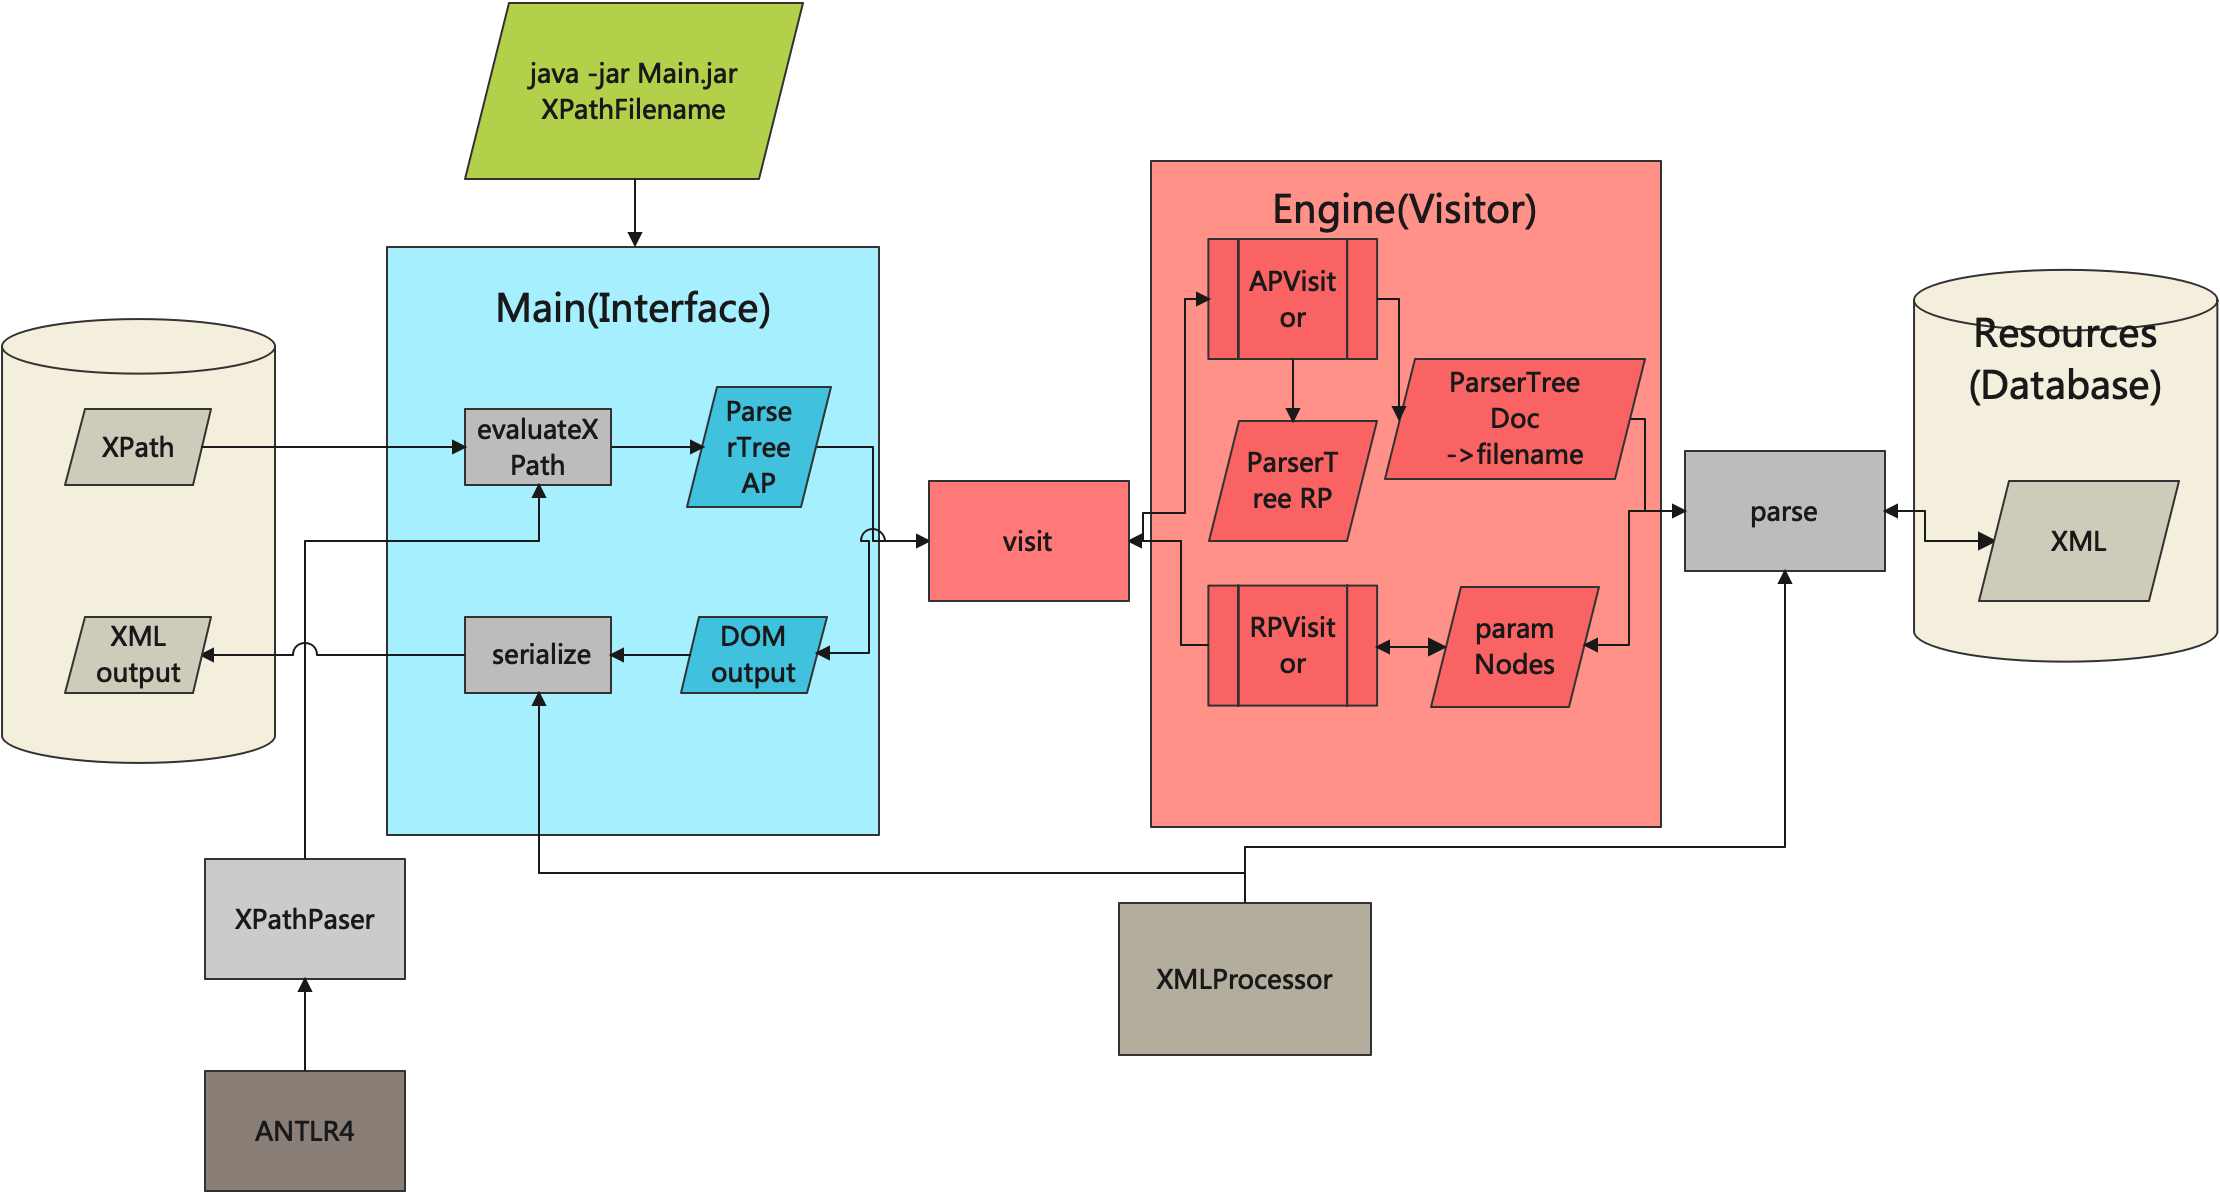 java -jar Main.jar
XPathFilename
Engine(Visitor)
APVisit
or
Main(Interface)
Resources
(Database)
ParserTree
Doc
->filename
XPath
evaluateX
Path
Parse
rTree
AP
ParserT
ree RP
parse
visit
XML
XML
output
serialize
DOM
output
RPVisit
or
param
Nodes
XPathPaser
XMLProcessor
ANTLR4